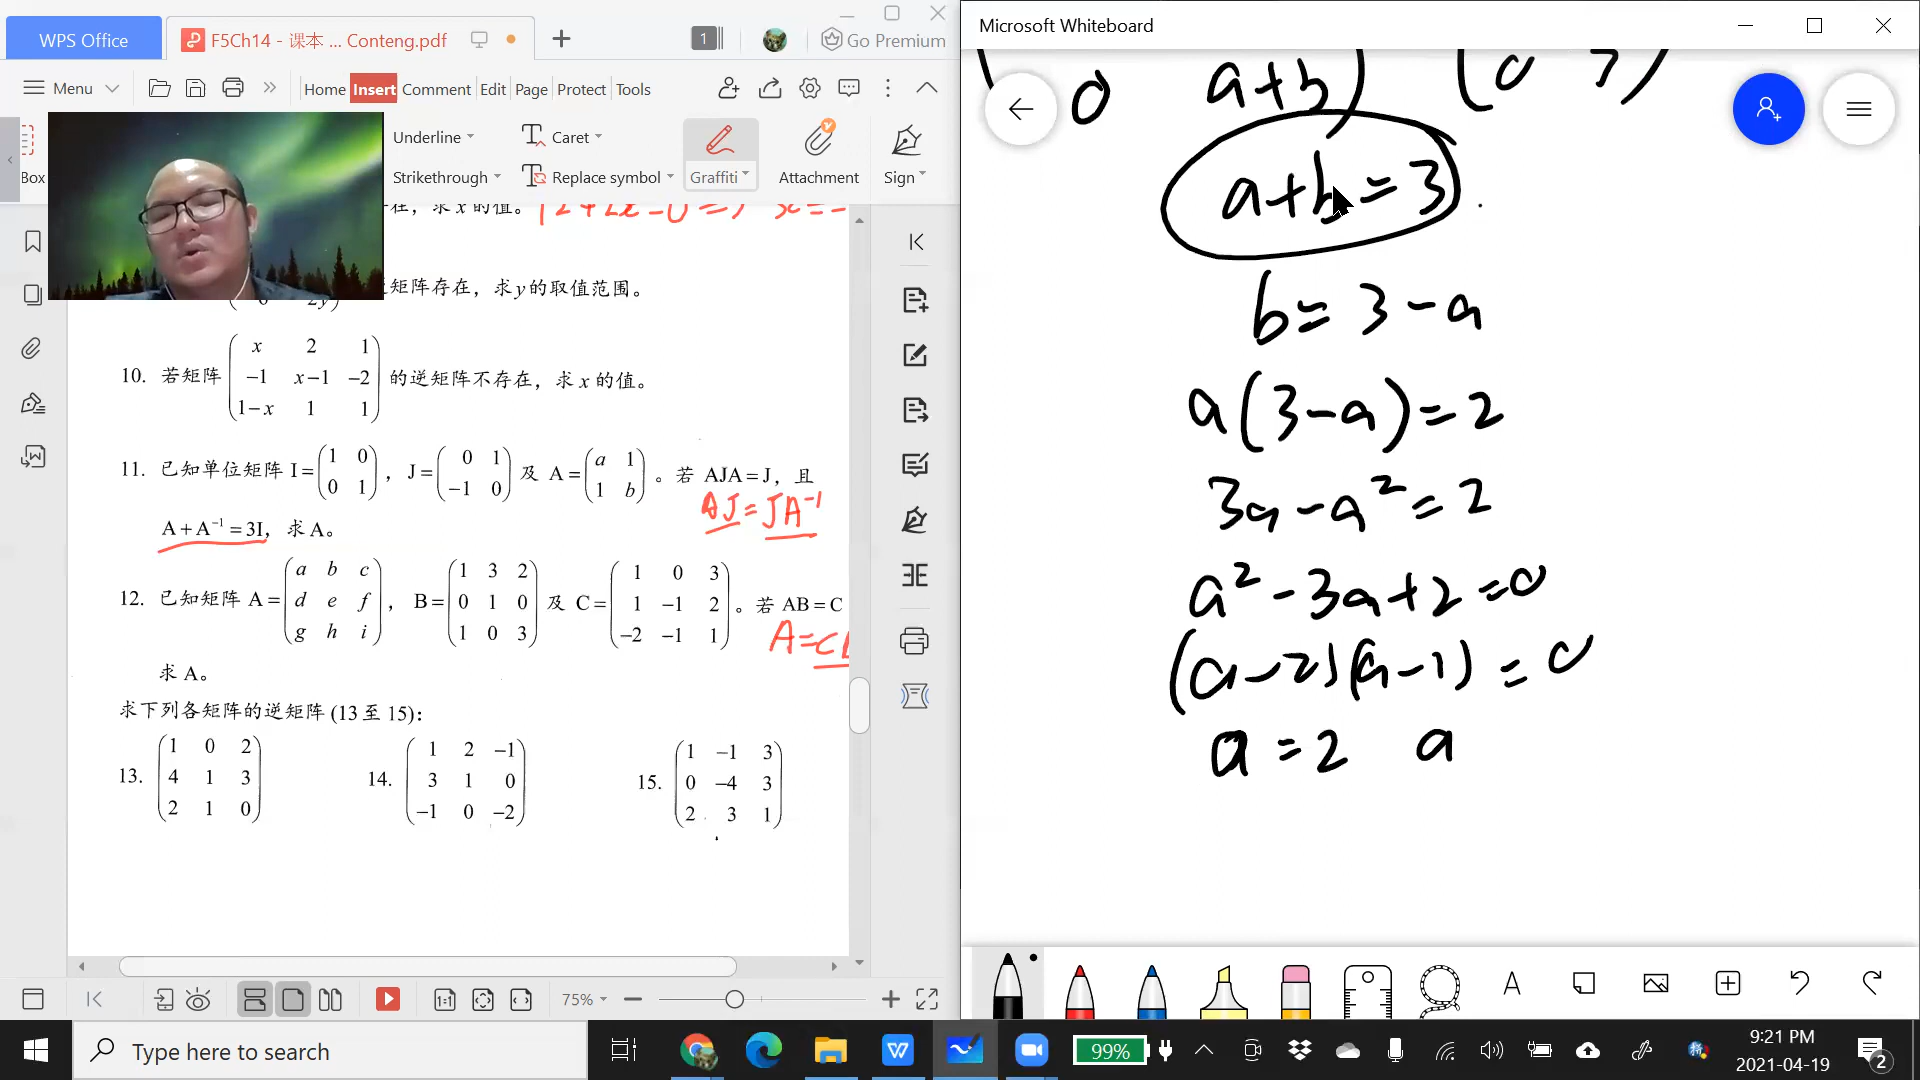 WPS Office
F5Ch14 - 课本 ... Conteng.pdf
1
Go Premium
Menu
Home Insert Comment Edit Page Protect Tools
Box
Underline
Caret
Strikethrough
Replace symbol
Graffiti
Attachment
Sign
求 x 的值。
矩阵存在，求y的取值范围。
10. 若矩阵 ( x 2 1 ; −1 x−1 −2 ; 1−x 1 1 ) 的逆矩阵不存在，求 x 的值。
11. 已知单位矩阵 I = ( 1 0 ; 0 1 ) ，J = ( 0 1 ; −1 0 ) 及 A = ( a 1 ; 1 b ) 。若 AJA = J，且
AJ = JA⁻¹
A + A⁻¹ = 3I，求 A。
12. 已知矩阵 A = ( a b c ; d e f ; g h i ) ，B = ( 1 3 2 ; 0 1 0 ; 1 0 3 ) 及 C = ( 1 0 3 ; 1 −1 2 ; −2 −1 1 ) 。若 AB = C
A = C
求 A。
求下列各矩阵的逆矩阵 (13 至 15)：
13. ( 1 0 2 ; 4 1 3 ; 2 1 0 )
14. ( 1 2 −1 ; 3 1 0 ; −1 0 −2 )
15. ( 1 −1 3 ; 0 −4 3 ; 2 3 1 )
75%
Microsoft Whiteboard
0 a+b ) ( 0 3 )
a+b = 3
b = 3 - a
a(3-a) = 2
3a - a² = 2
a² - 3a + 2 = 0
(a-2)(a-1) = 0
a = 2 a
Type here to search
99%
9:21 PM
2021-04-19
2